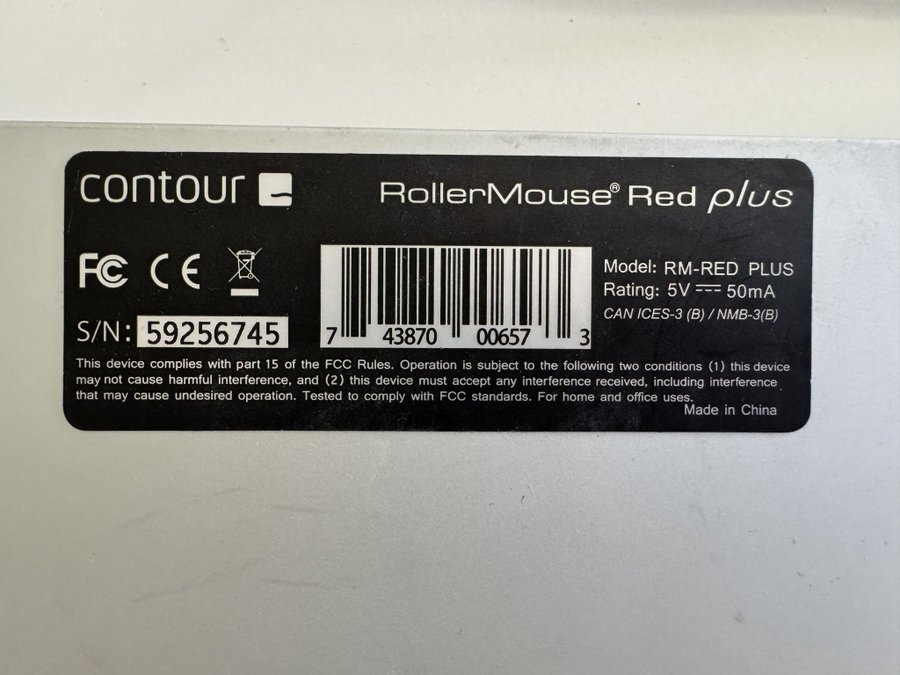 contour
RollerMouse® Red plus
FC CE
S/N: 59256745
7 43870 00657 3
Model: RM-RED PLUS
Rating: 5V ⎓ 50mA
CAN ICES-3 (B) / NMB-3(B)
This device complies with part 15 of the FCC Rules. Operation is subject to the following two conditions (1) this device
may not cause harmful interference, and (2) this device must accept any interference received, including interference
that may cause undesired operation. Tested to comply with FCC standards. For home and office uses.
Made in China